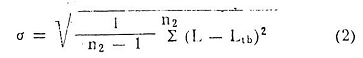 σ = √ 1/(n₂ − 1) n₂ Σ (L − Lₜb)² (2)